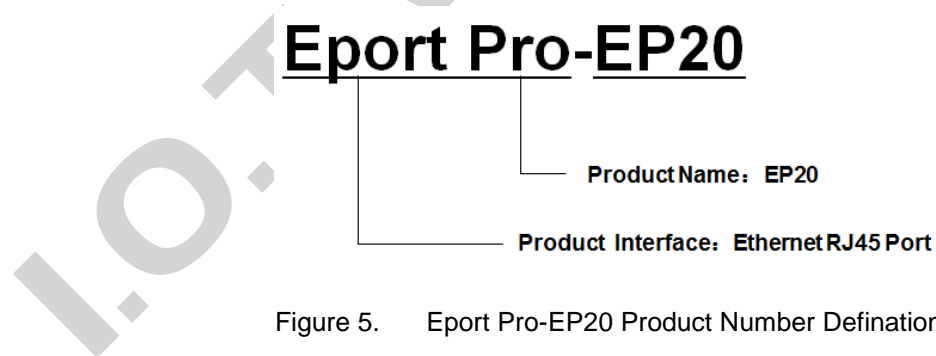 Eport Pro-EP20
Product Name：EP20
Product Interface：Ethernet RJ45 Port
Figure 5. Eport Pro-EP20 Product Number Defination
I.O.T